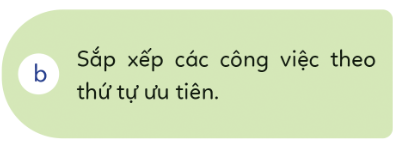 b
Sắp xếp các công việc theo
thứ tự ưu tiên.